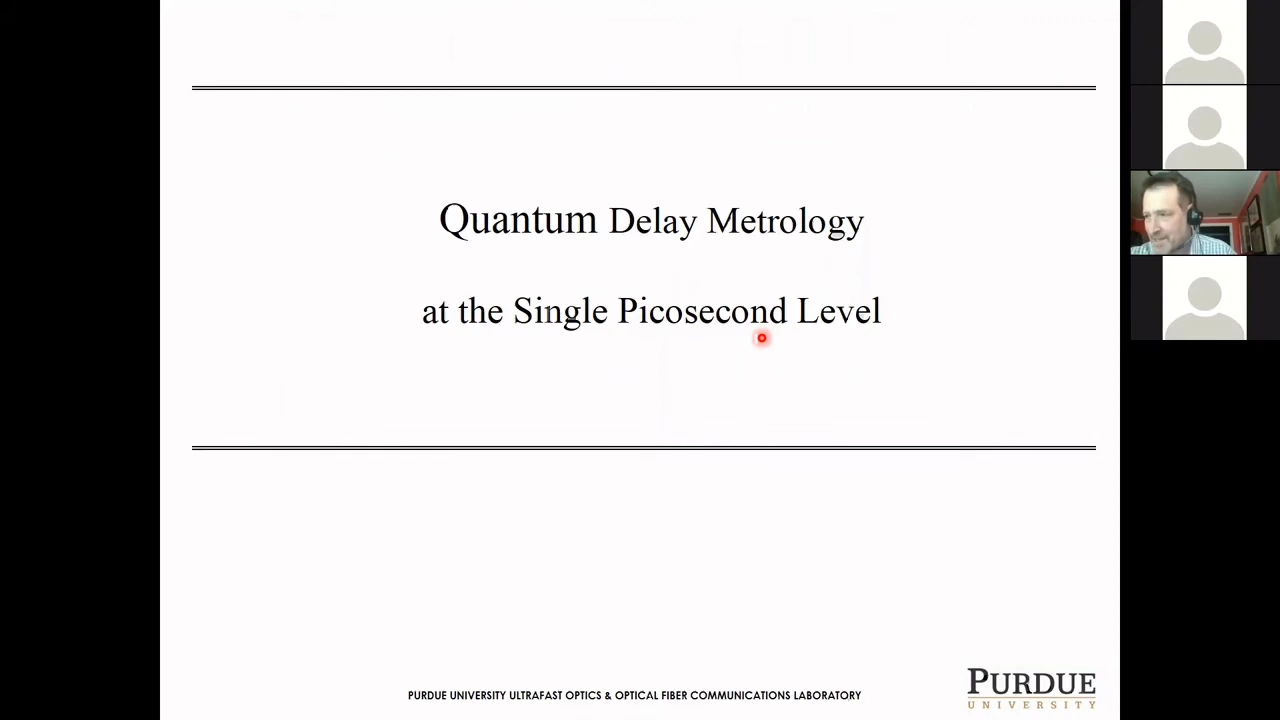 Quantum Delay Metrology
at the Single Picosecond Level
PURDUE UNIVERSITY ULTRAFAST OPTICS & OPTICAL FIBER COMMUNICATIONS LABORATORY
PURDUE
UNIVERSITY